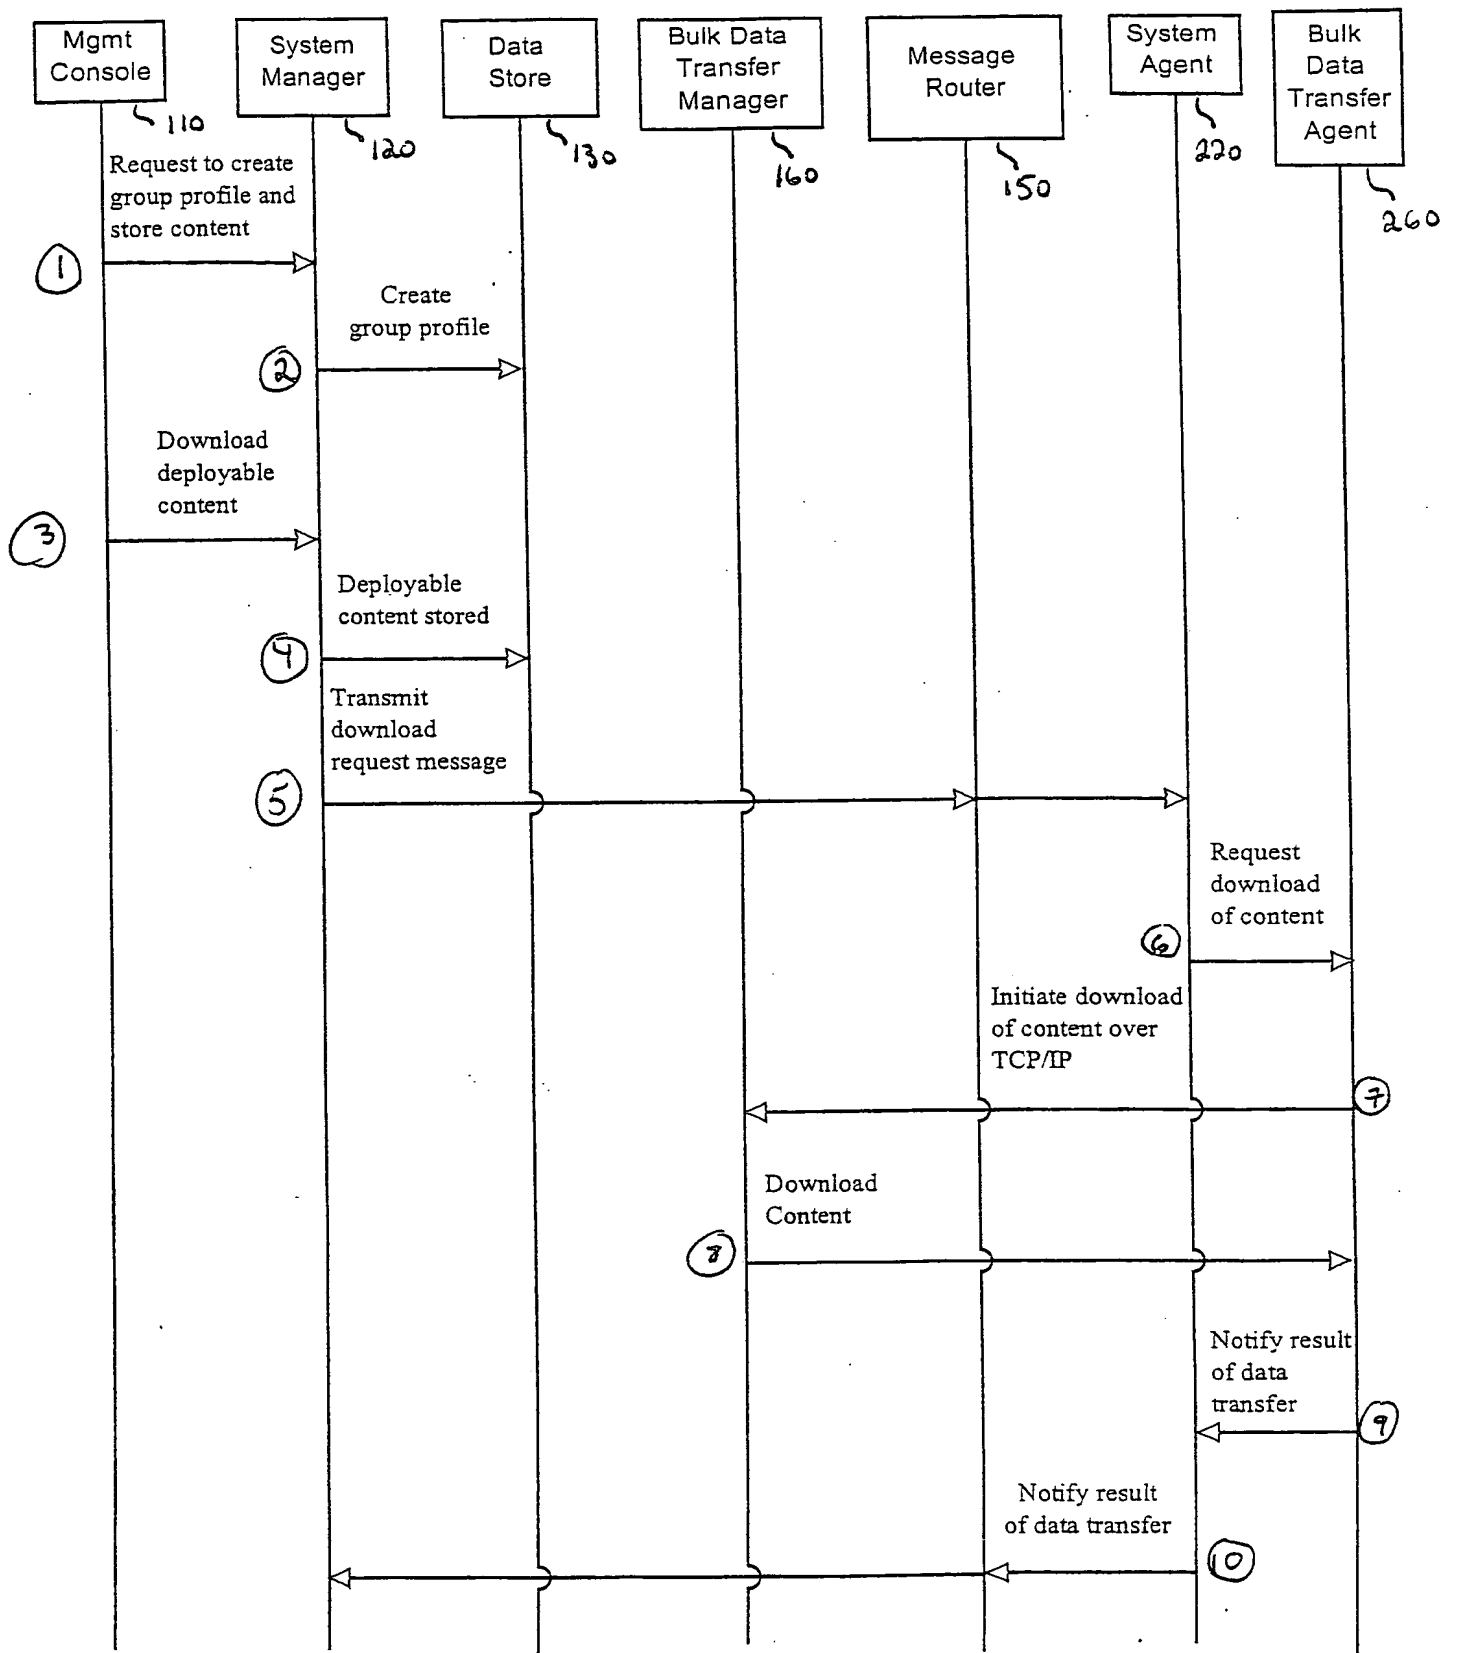 Mgmt
Console
System
Manager
Data
Store
Bulk Data
Transfer
Manager
Message
Router
System
Agent
Bulk
Data
Transfer
Agent
110
120
130
160
150
220
260
Request to create
group profile and
store content
1
Create
group profile
2
Download
deployable
content
3
Deployable
content stored
4
Transmit
download
request message
5
Request
download
of content
6
Initiate download
of content over
TCP/IP
7
Download
Content
8
Notify result
of data
transfer
9
Notify result
of data transfer
10